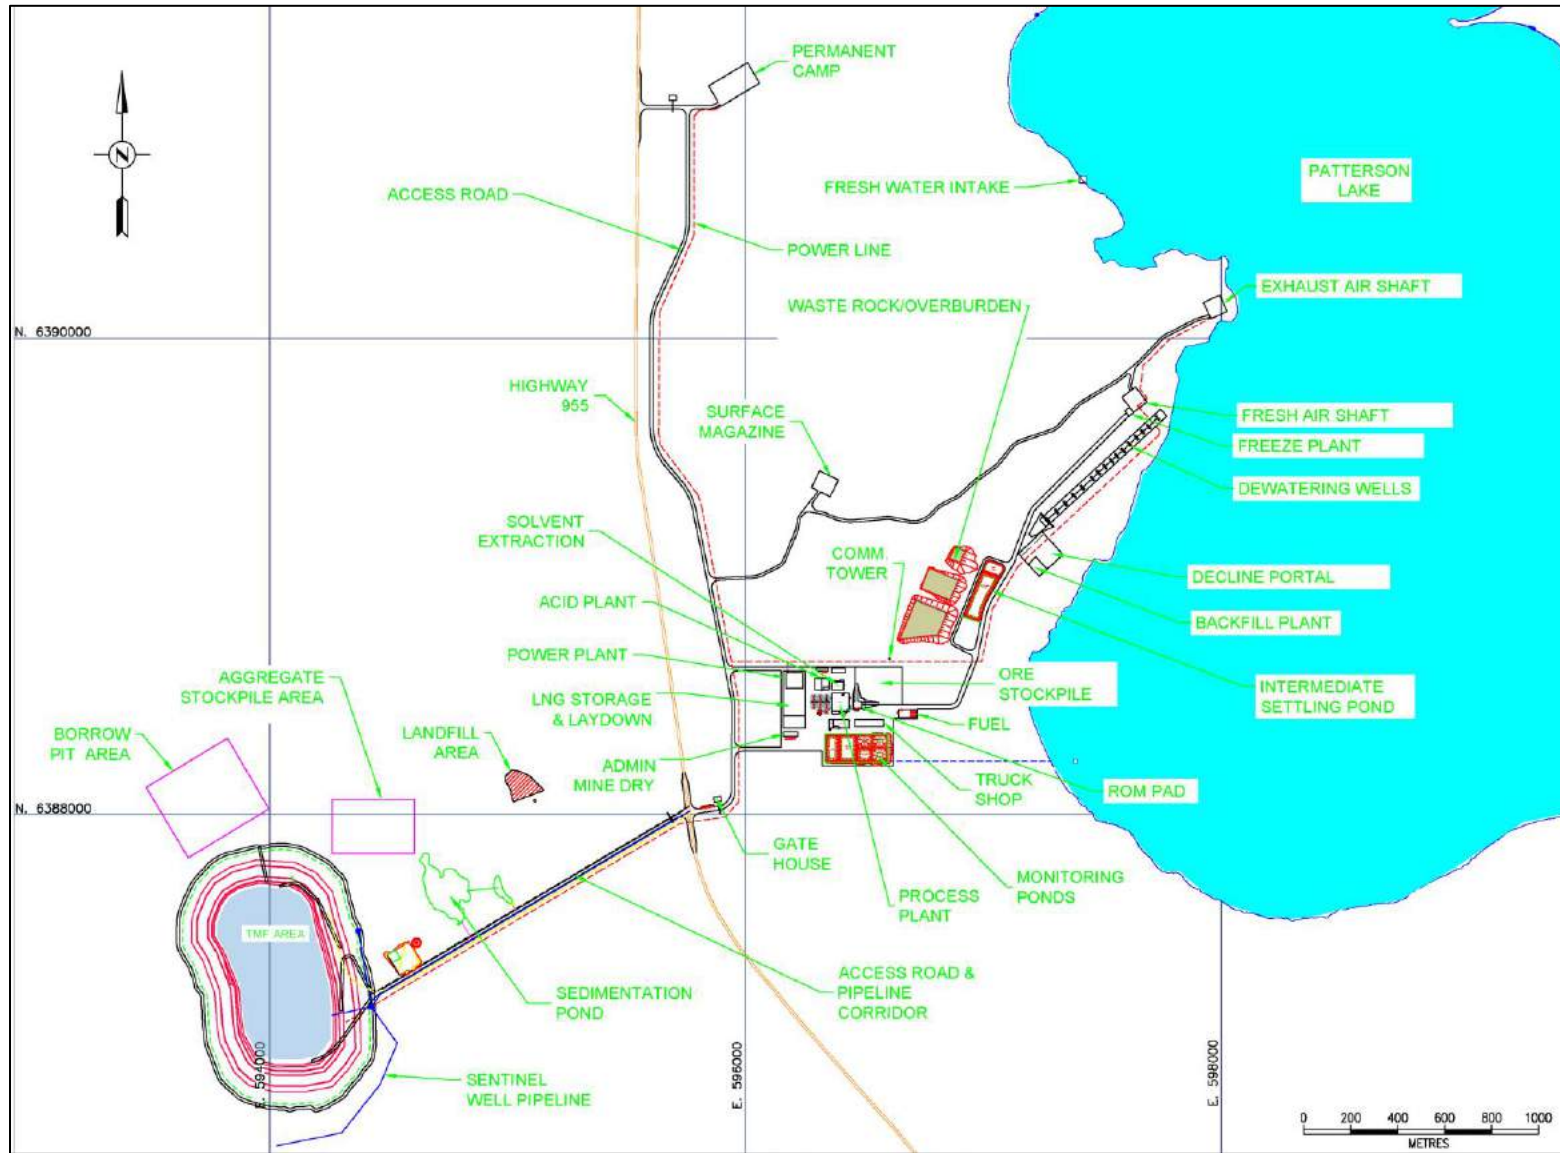 PERMANENT
CAMP
N
ACCESS ROAD
FRESH WATER INTAKE
PATTERSON
LAKE
POWER LINE
EXHAUST AIR SHAFT
WASTE ROCK/OVERBURDEN
N. 6390000
HIGHWAY
955
SURFACE
MAGAZINE
FRESH AIR SHAFT
FREEZE PLANT
DEWATERING WELLS
SOLVENT
EXTRACTION
COMM.
TOWER
DECLINE PORTAL
ACID PLANT
BACKFILL PLANT
POWER PLANT
AGGREGATE
STOCKPILE AREA
ORE
STOCKPILE
INTERMEDIATE
SETTLING POND
LNG STORAGE
& LAYDOWN
FUEL
BORROW
PIT AREA
LANDFILL
AREA
ADMIN
MINE DRY
TRUCK
SHOP
ROM PAD
N. 6388000
GATE
HOUSE
MONITORING
PONDS
PROCESS
PLANT
TMF AREA
ACCESS ROAD &
PIPELINE
CORRIDOR
SEDIMENTATION
POND
SENTINEL
WELL PIPELINE
E. 594000
E. 596000
E. 598000
0 200 400 600 800 1000
METRES